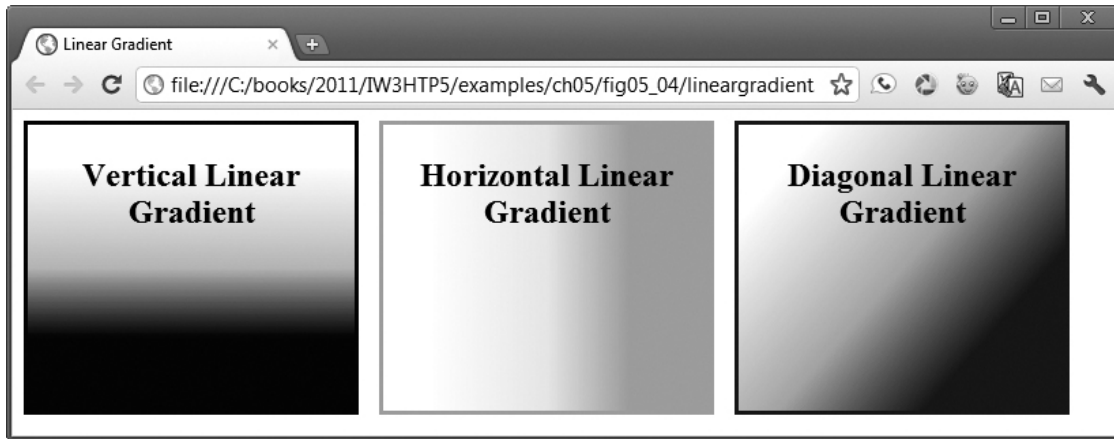 Linear Gradient
file:///C:/books/2011/IW3HTP5/examples/ch05/fig05_04/lineargradient
Vertical Linear
Gradient
Horizontal Linear
Gradient
Diagonal Linear
Gradient